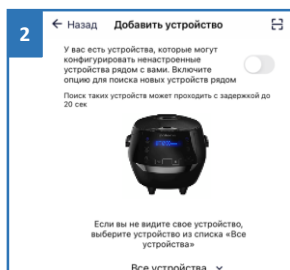 2
← Назад Добавить устройство
У вас есть устройства, которые могут
конфигурировать ненастроенные
устройства рядом с вами. Включите
опцию для поиска новых устройств рядом
Поиск таких устройств может проходить с задержкой до
20 сек
Если вы не видите свое устройство,
выберите устройство из списка «Все
устройства»
Все устройства